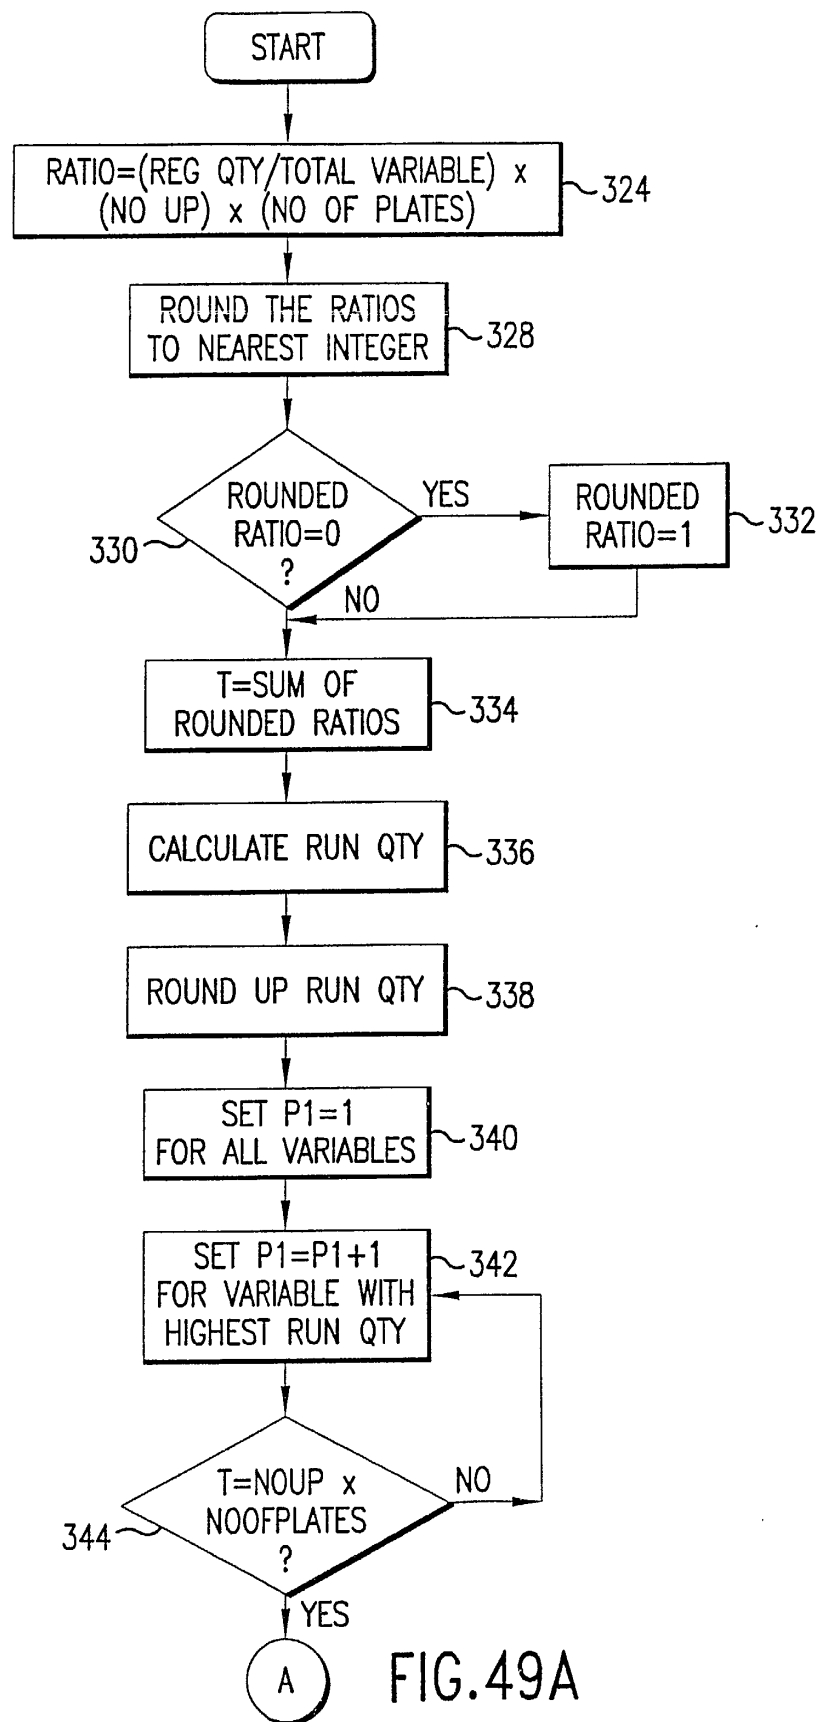 START
RATIO=(REG QTY/TOTAL VARIABLE) x
(NO UP) x (NO OF PLATES)
324
ROUND THE RATIOS
TO NEAREST INTEGER
328
ROUNDED
RATIO=0
?
330
YES
ROUNDED
RATIO=1
332
NO
T=SUM OF
ROUNDED RATIOS
334
CALCULATE RUN QTY
336
ROUND UP RUN QTY
338
SET P1=1
FOR ALL VARIABLES
340
SET P1=P1+1
FOR VARIABLE WITH
HIGHEST RUN QTY
342
T=NOUP x
NOOFPLATES
?
344
NO
YES
A
FIG.49A